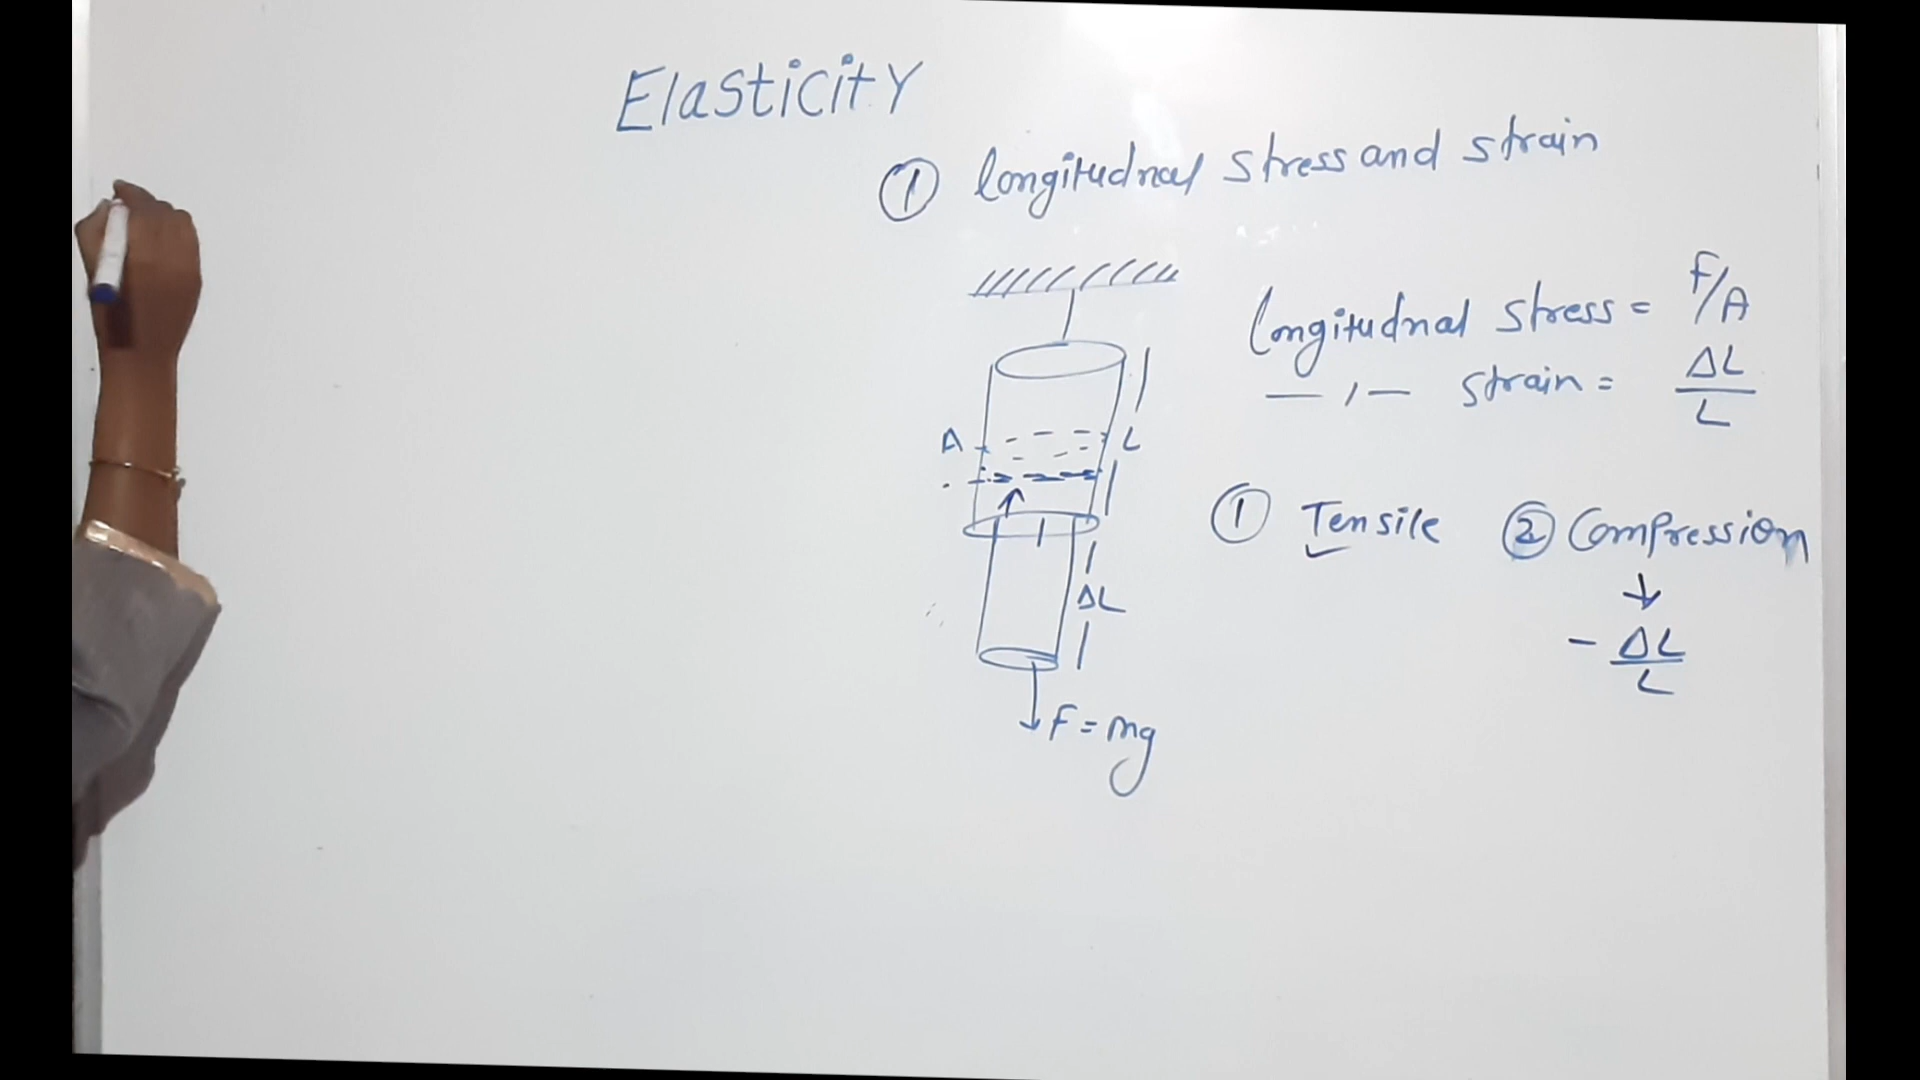 ElasticitY
① longitudnal stress and strain
longitudnal stress = F/A
— , — strain = ΔL/L
A
L
① Tensile ② Compression
ΔL
- ΔL/L
F = mg